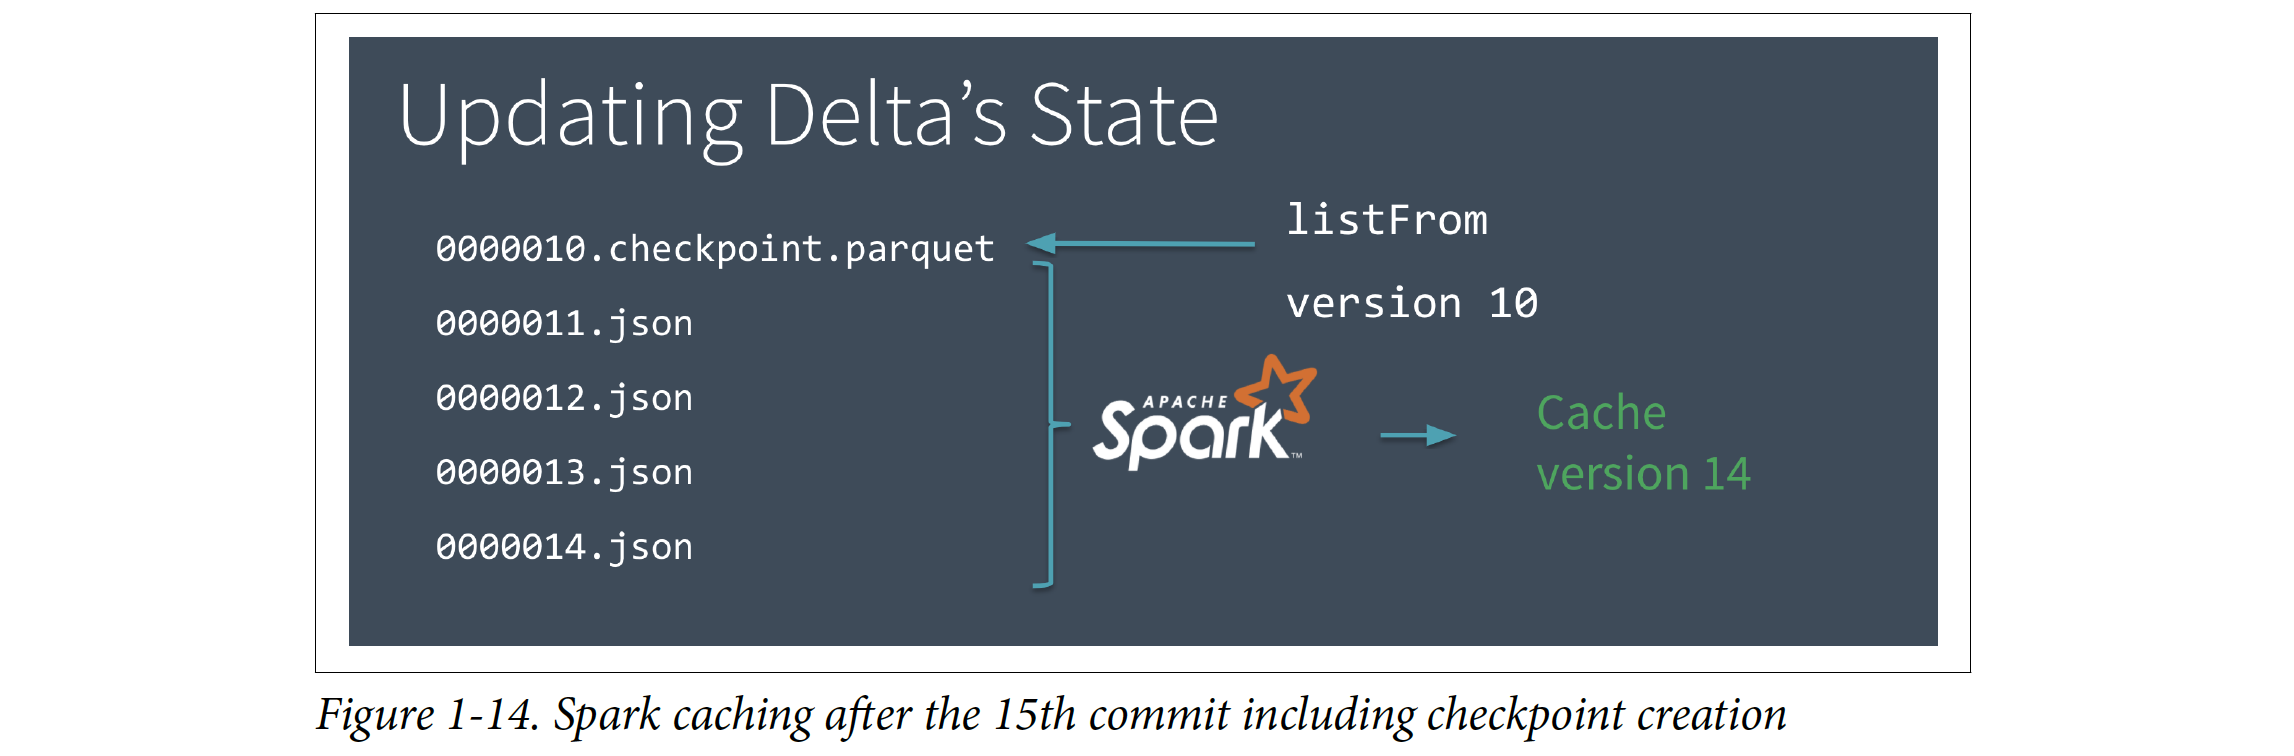 Updating Delta’s State
0000010.checkpoint.parquet
0000011.json
0000012.json
0000013.json
0000014.json
listFrom
version 10
APACHE
Spark™
Cache
version 14
Figure 1-14. Spark caching after the 15th commit including checkpoint creation